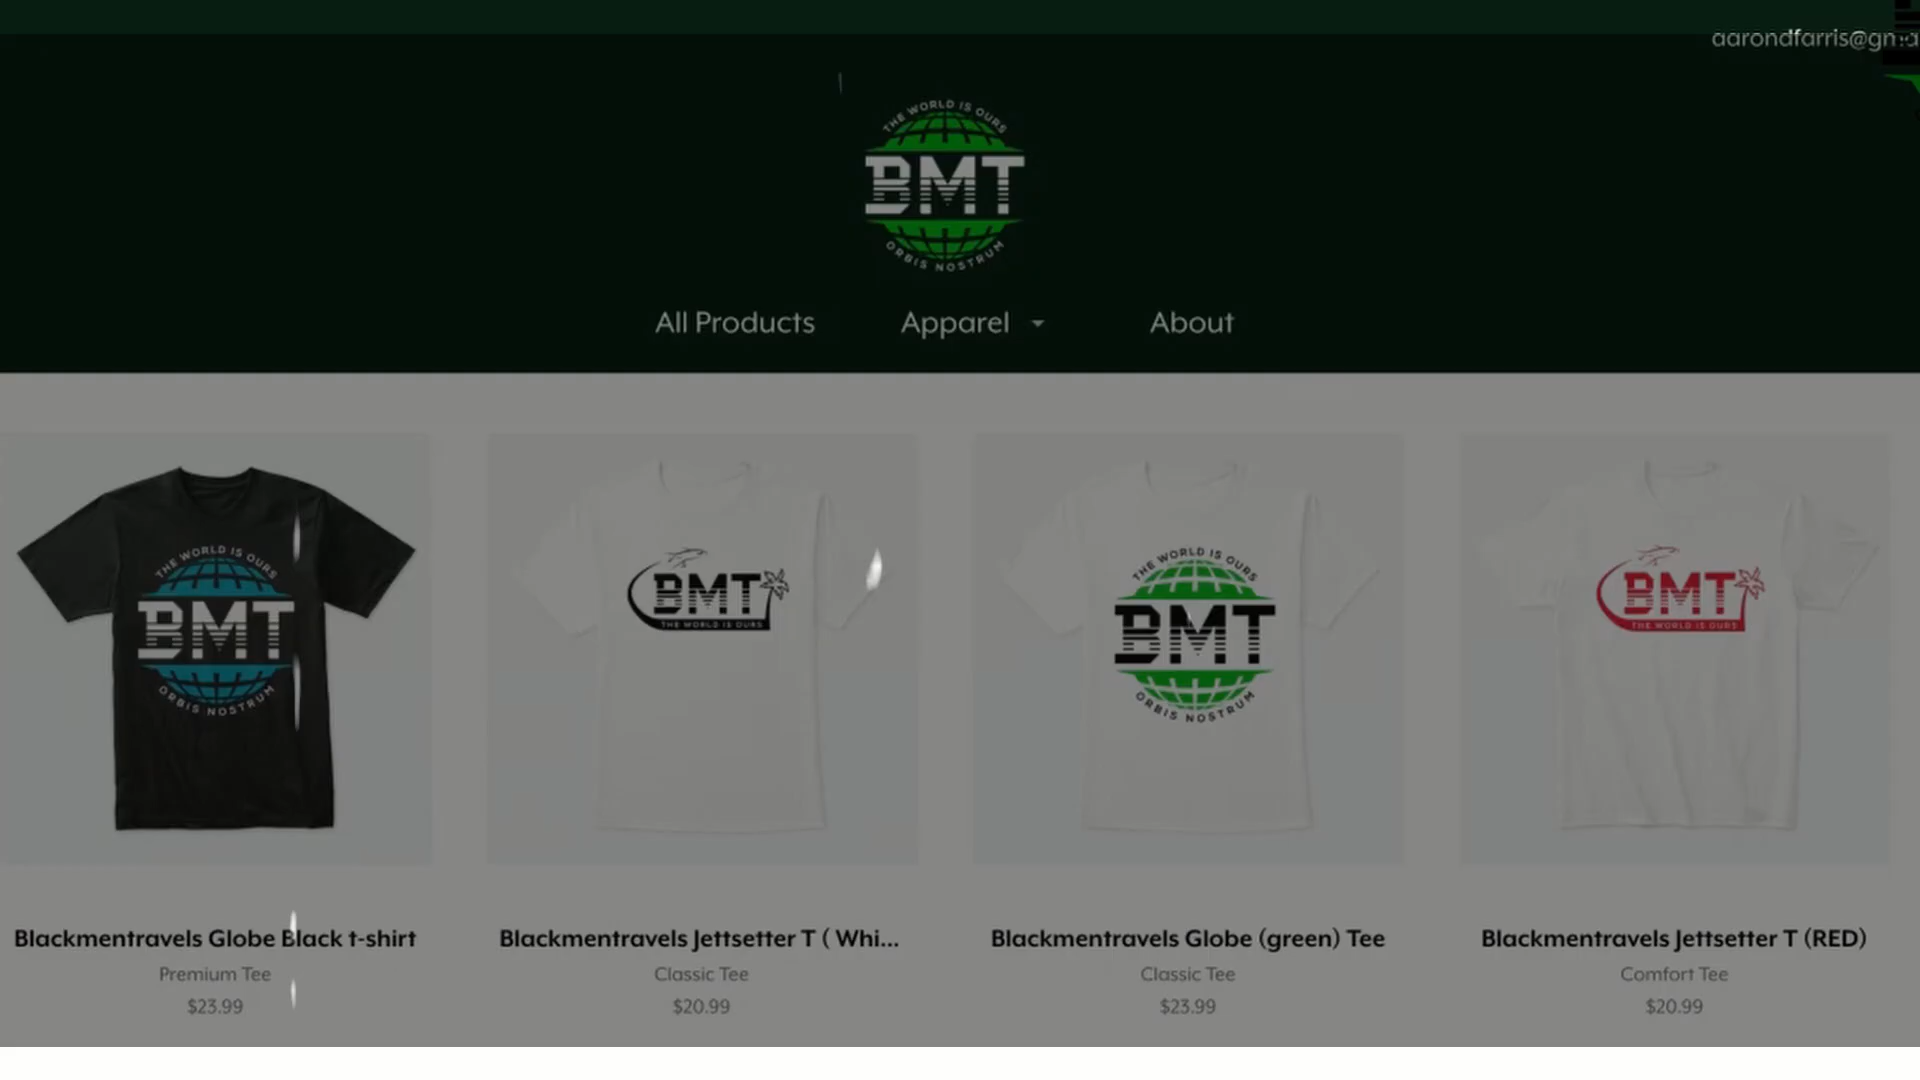 aarondfarris@gma
THE WORLD IS OURS
BMT
ORBIS NOSTRUM
All Products
Apparel
About
THE WORLD IS OURS
BMT
ORBIS NOSTRUM
BMT
THE WORLD IS OURS
THE WORLD IS OURS
BMT
ORBIS NOSTRUM
BMT
THE WORLD IS OURS
Blackmentravels Globe Black t-shirt
Premium Tee
$23.99
Blackmentravels Jettsetter T ( Whi...
Classic Tee
$20.99
Blackmentravels Globe (green) Tee
Classic Tee
$23.99
Blackmentravels Jettsetter T (RED)
Comfort Tee
$20.99